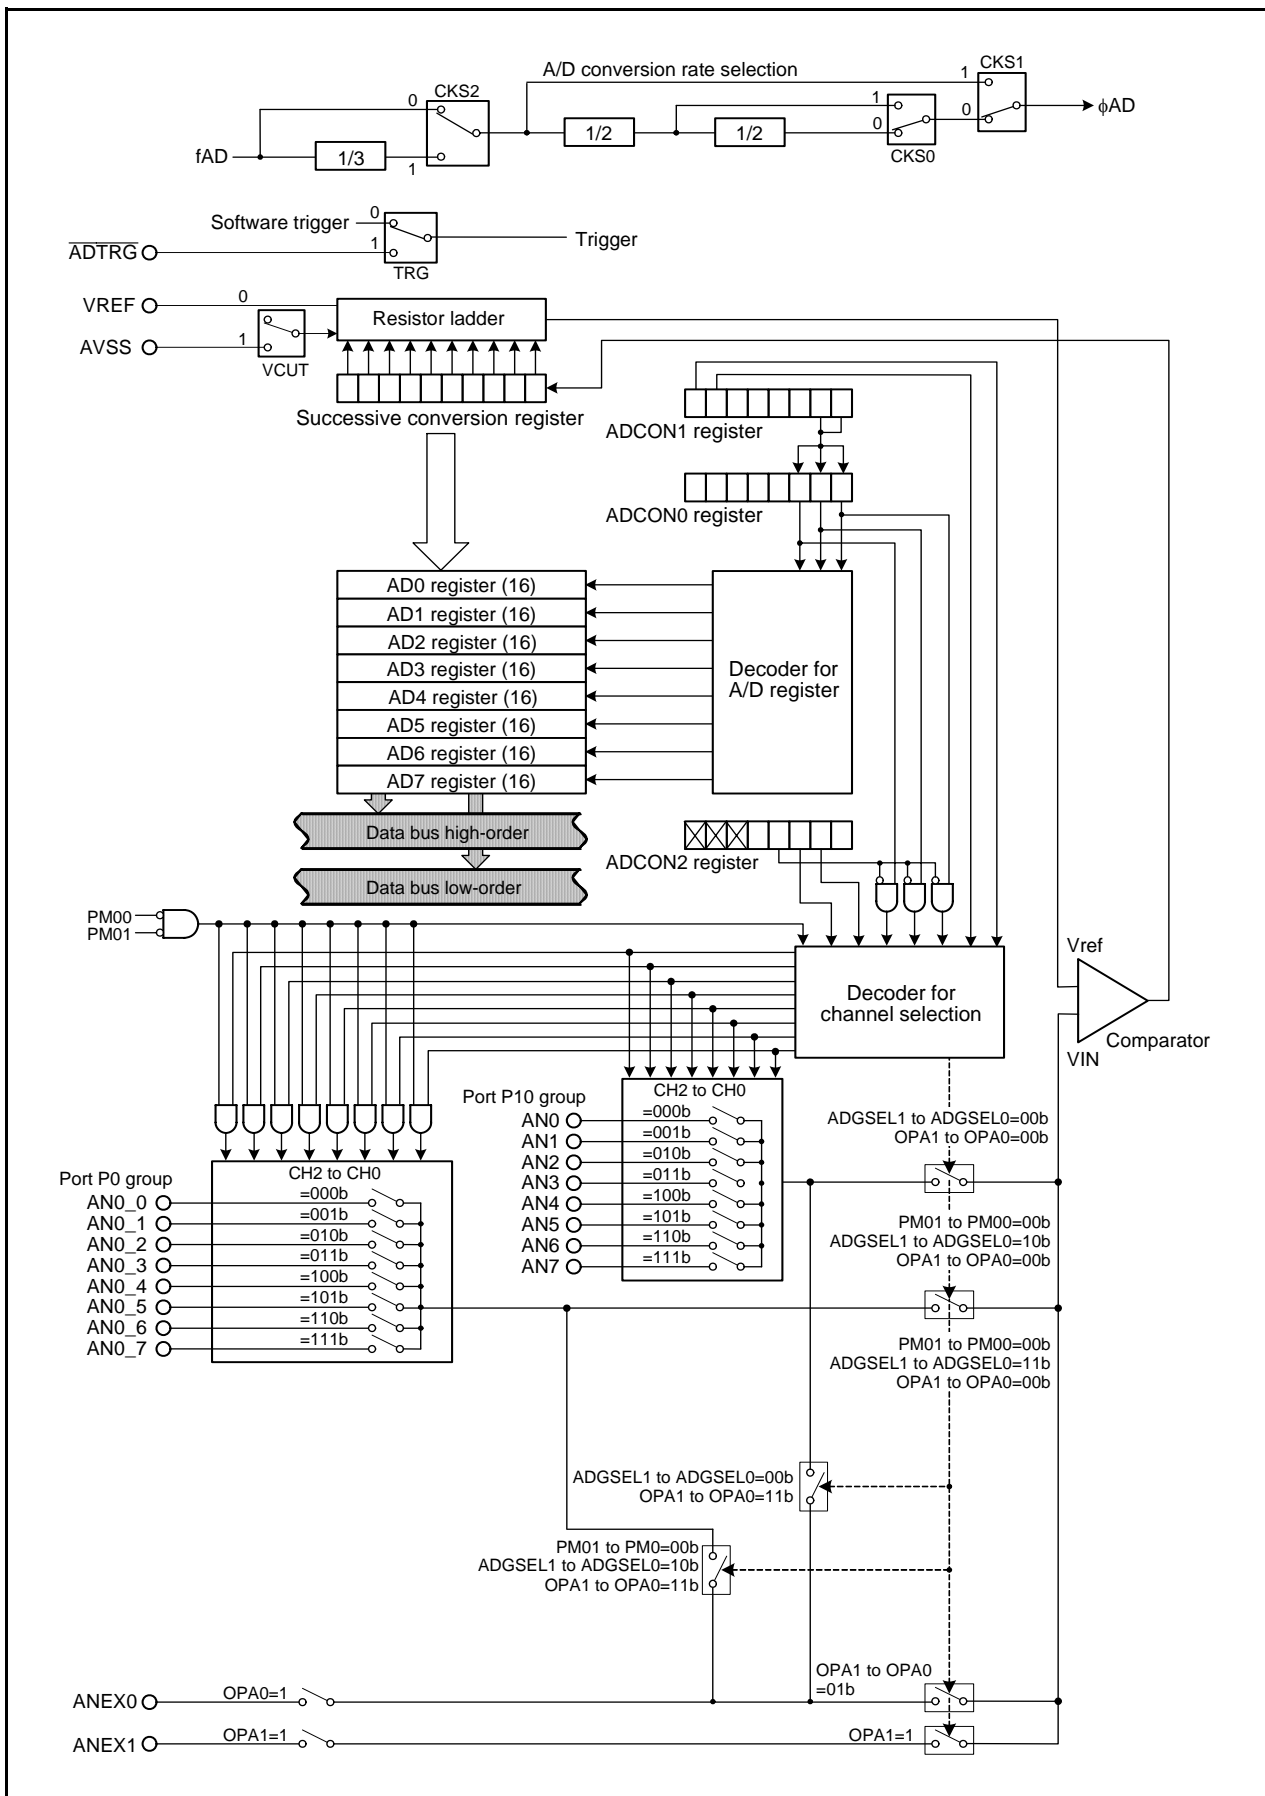 A/D conversion rate selection
CKS1
CKS2
1
0
1
0
φAD
fAD
1/3
1/2
1/2
0
1
CKS0
Software trigger
0
ADTRG
1
Trigger
TRG
VREF
0
Resistor ladder
AVSS
1
VCUT
Successive conversion register
ADCON1 register
ADCON0 register
AD0 register (16)
AD1 register (16)
AD2 register (16)
AD3 register (16)
AD4 register (16)
AD5 register (16)
AD6 register (16)
AD7 register (16)
Decoder for
A/D register
Data bus high-order
Data bus low-order
ADCON2 register
PM00
PM01
Decoder for
channel selection
Vref
VIN
Comparator
Port P10 group
CH2 to CH0
AN0 =000b
AN1 =001b
AN2 =010b
AN3 =011b
AN4 =100b
AN5 =101b
AN6 =110b
AN7 =111b
Port P0 group
CH2 to CH0
AN0_0 =000b
AN0_1 =001b
AN0_2 =010b
AN0_3 =011b
AN0_4 =100b
AN0_5 =101b
AN0_6 =110b
AN0_7 =111b
ADGSEL1 to ADGSEL0=00b
OPA1 to OPA0=00b
PM01 to PM00=00b
ADGSEL1 to ADGSEL0=10b
OPA1 to OPA0=00b
PM01 to PM00=00b
ADGSEL1 to ADGSEL0=11b
OPA1 to OPA0=00b
ADGSEL1 to ADGSEL0=00b
OPA1 to OPA0=11b
PM01 to PM0=00b
ADGSEL1 to ADGSEL0=10b
OPA1 to OPA0=11b
OPA1 to OPA0
=01b
ANEX0
OPA0=1
ANEX1
OPA1=1
OPA1=1